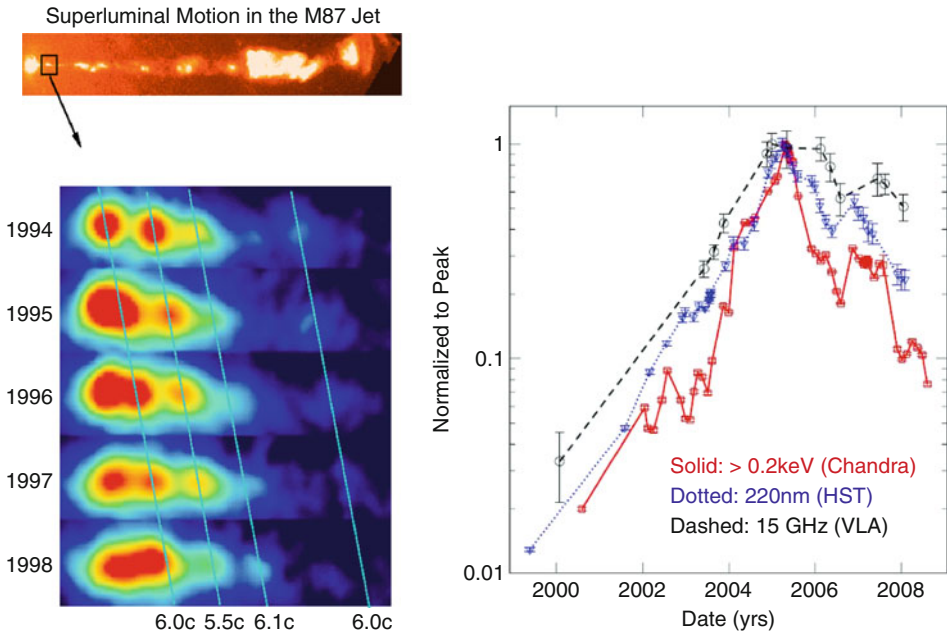 Superluminal Motion in the M87 Jet
1994
1995
1996
1997
1998
6.0c 5.5c 6.1c 6.0c
Normalized to Peak
1
0.1
0.01
Solid: > 0.2keV (Chandra)
Dotted: 220nm (HST)
Dashed: 15 GHz (VLA)
2000 2002 2004 2006 2008
Date (yrs)